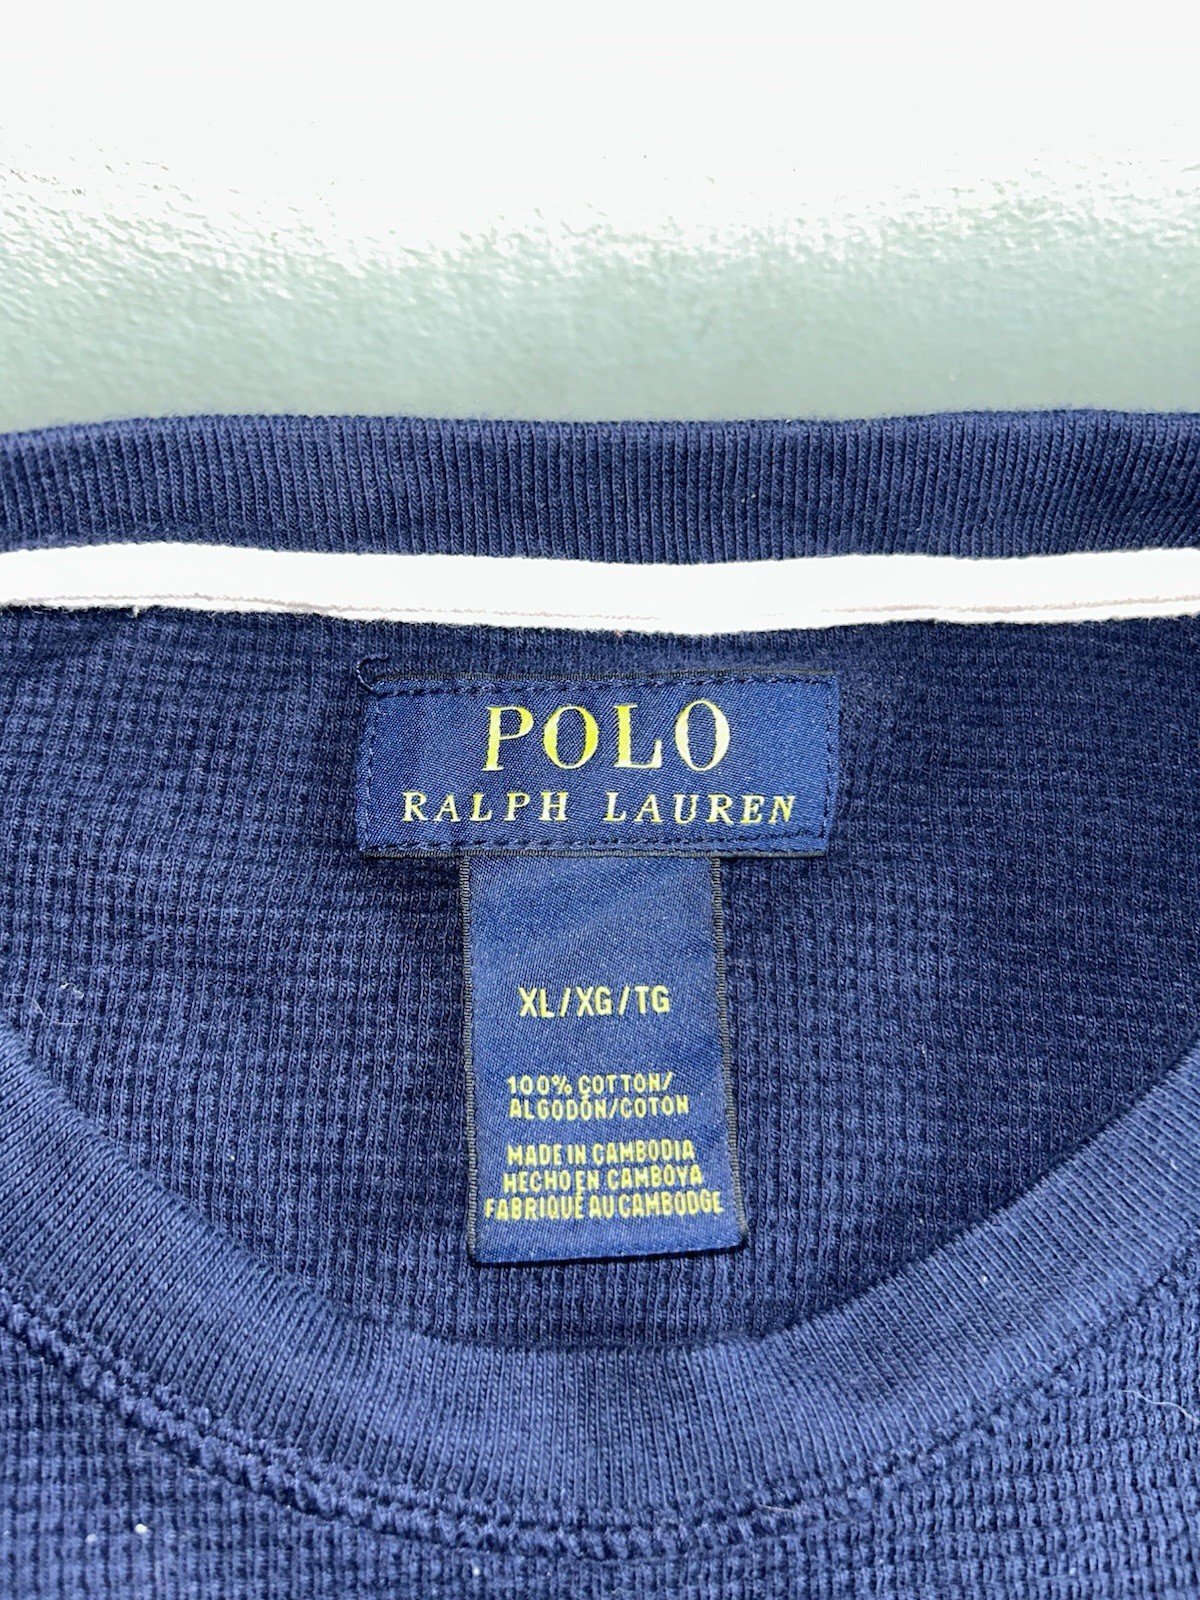 POLO
RALPH LAUREN
XL/XG/TG
100% COTTON/
ALGODÓN/COTON
MADE IN CAMBODIA
HECHO EN CAMBOYA
FABRIQUÉ AU CAMBODGE